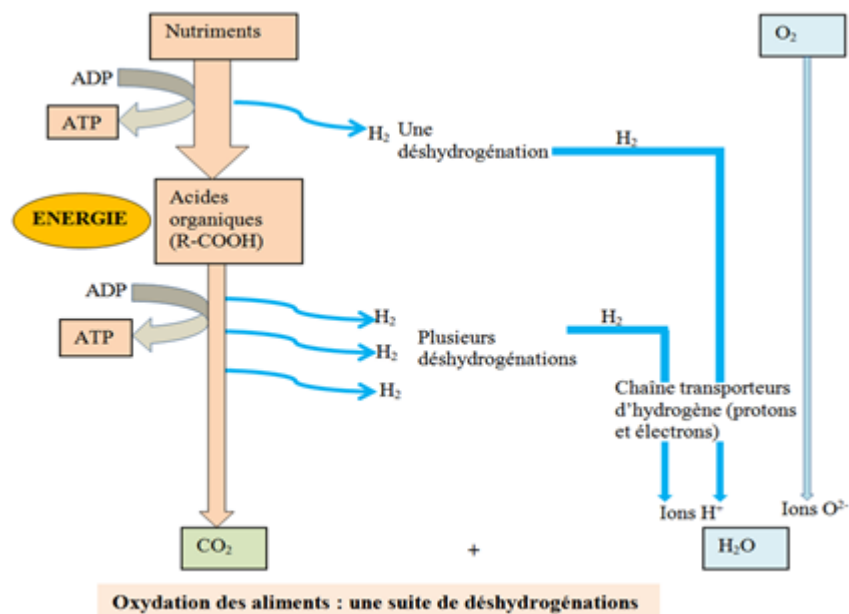 Nutriments
O₂
ADP
ATP
H₂ Une
déshydrogénation
H₂
Acides
organiques
(R-COOH)
ENERGIE
ADP
ATP
H₂
H₂
H₂
Plusieurs
déshydrogénations
H₂
Chaîne transporteurs
d'hydrogène (protons
et électrons)
Ions H⁺
Ions O²⁻
CO₂
+
H₂O
Oxydation des aliments : une suite de déshydrogénations